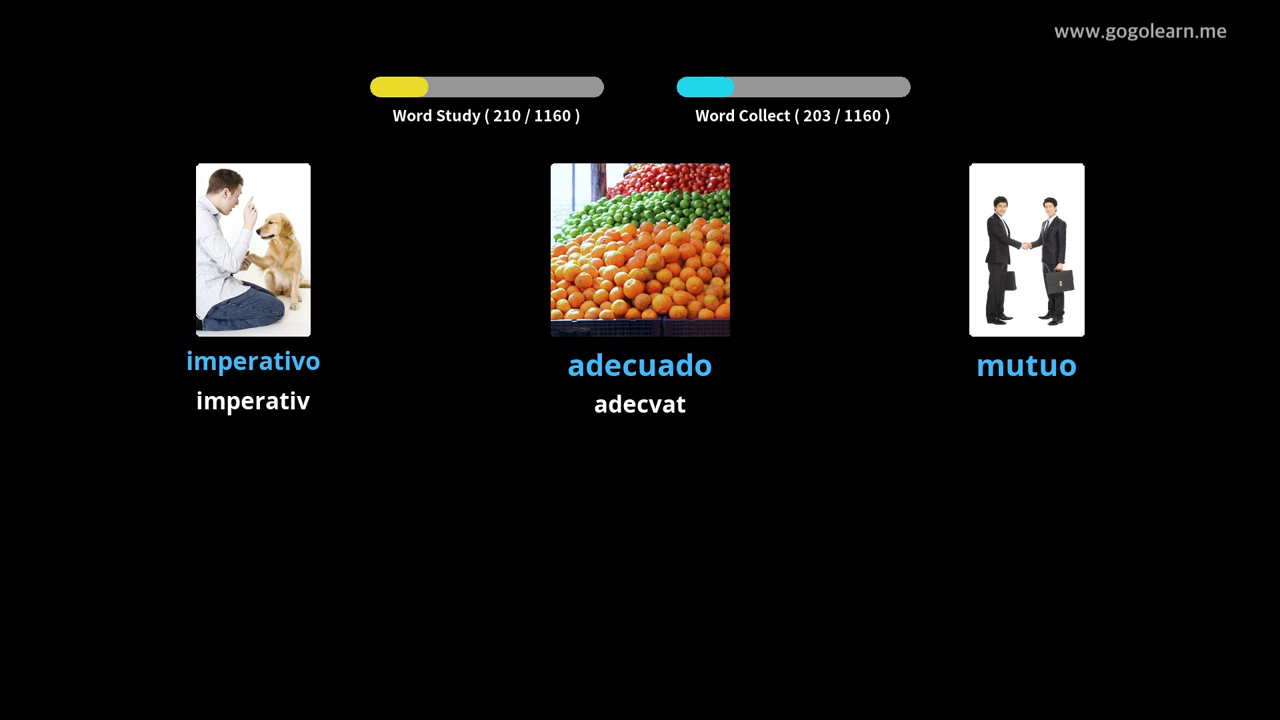 www.gogolearn.me
Word Study ( 210 / 1160 )
Word Collect ( 203 / 1160 )
imperativo
imperativ
adecuado
adecvat
mutuo